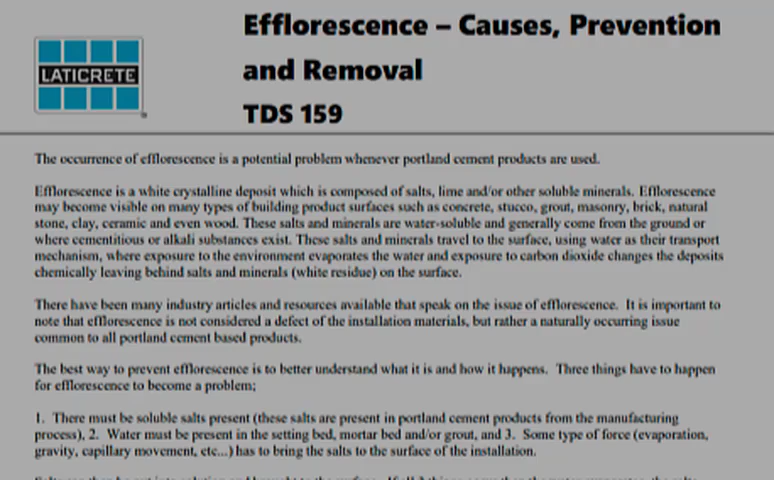 Efflorescence – Causes, Prevention
and Removal
TDS 159
LATICRETE
The occurrence of efflorescence is a potential problem whenever portland cement products are used.
Efflorescence is a white crystalline deposit which is composed of salts, lime and/or other soluble minerals. Efflorescence
may become visible on many types of building product surfaces such as concrete, stucco, grout, masonry, brick, natural
stone, clay, ceramic and even wood. These salts and minerals are water-soluble and generally come from the ground or
where cementitious or alkali substances exist. These salts and minerals travel to the surface, using water as their transport
mechanism, where exposure to the environment evaporates the water and exposure to carbon dioxide changes the deposits
chemically leaving behind salts and minerals (white residue) on the surface.
There have been many industry articles and resources available that speak on the issue of efflorescence. It is important to
note that efflorescence is not considered a defect of the installation materials, but rather a naturally occurring issue
common to all portland cement based products.
The best way to prevent efflorescence is to better understand what it is and how it happens. Three things have to happen
for efflorescence to become a problem;
1. There must be soluble salts present (these salts are present in portland cement products from the manufacturing
process), 2. Water must be present in the setting bed, mortar bed and/or grout, and 3. Some type of force (evaporation,
gravity, capillary movement, etc...) has to bring the salts to the surface of the installation.